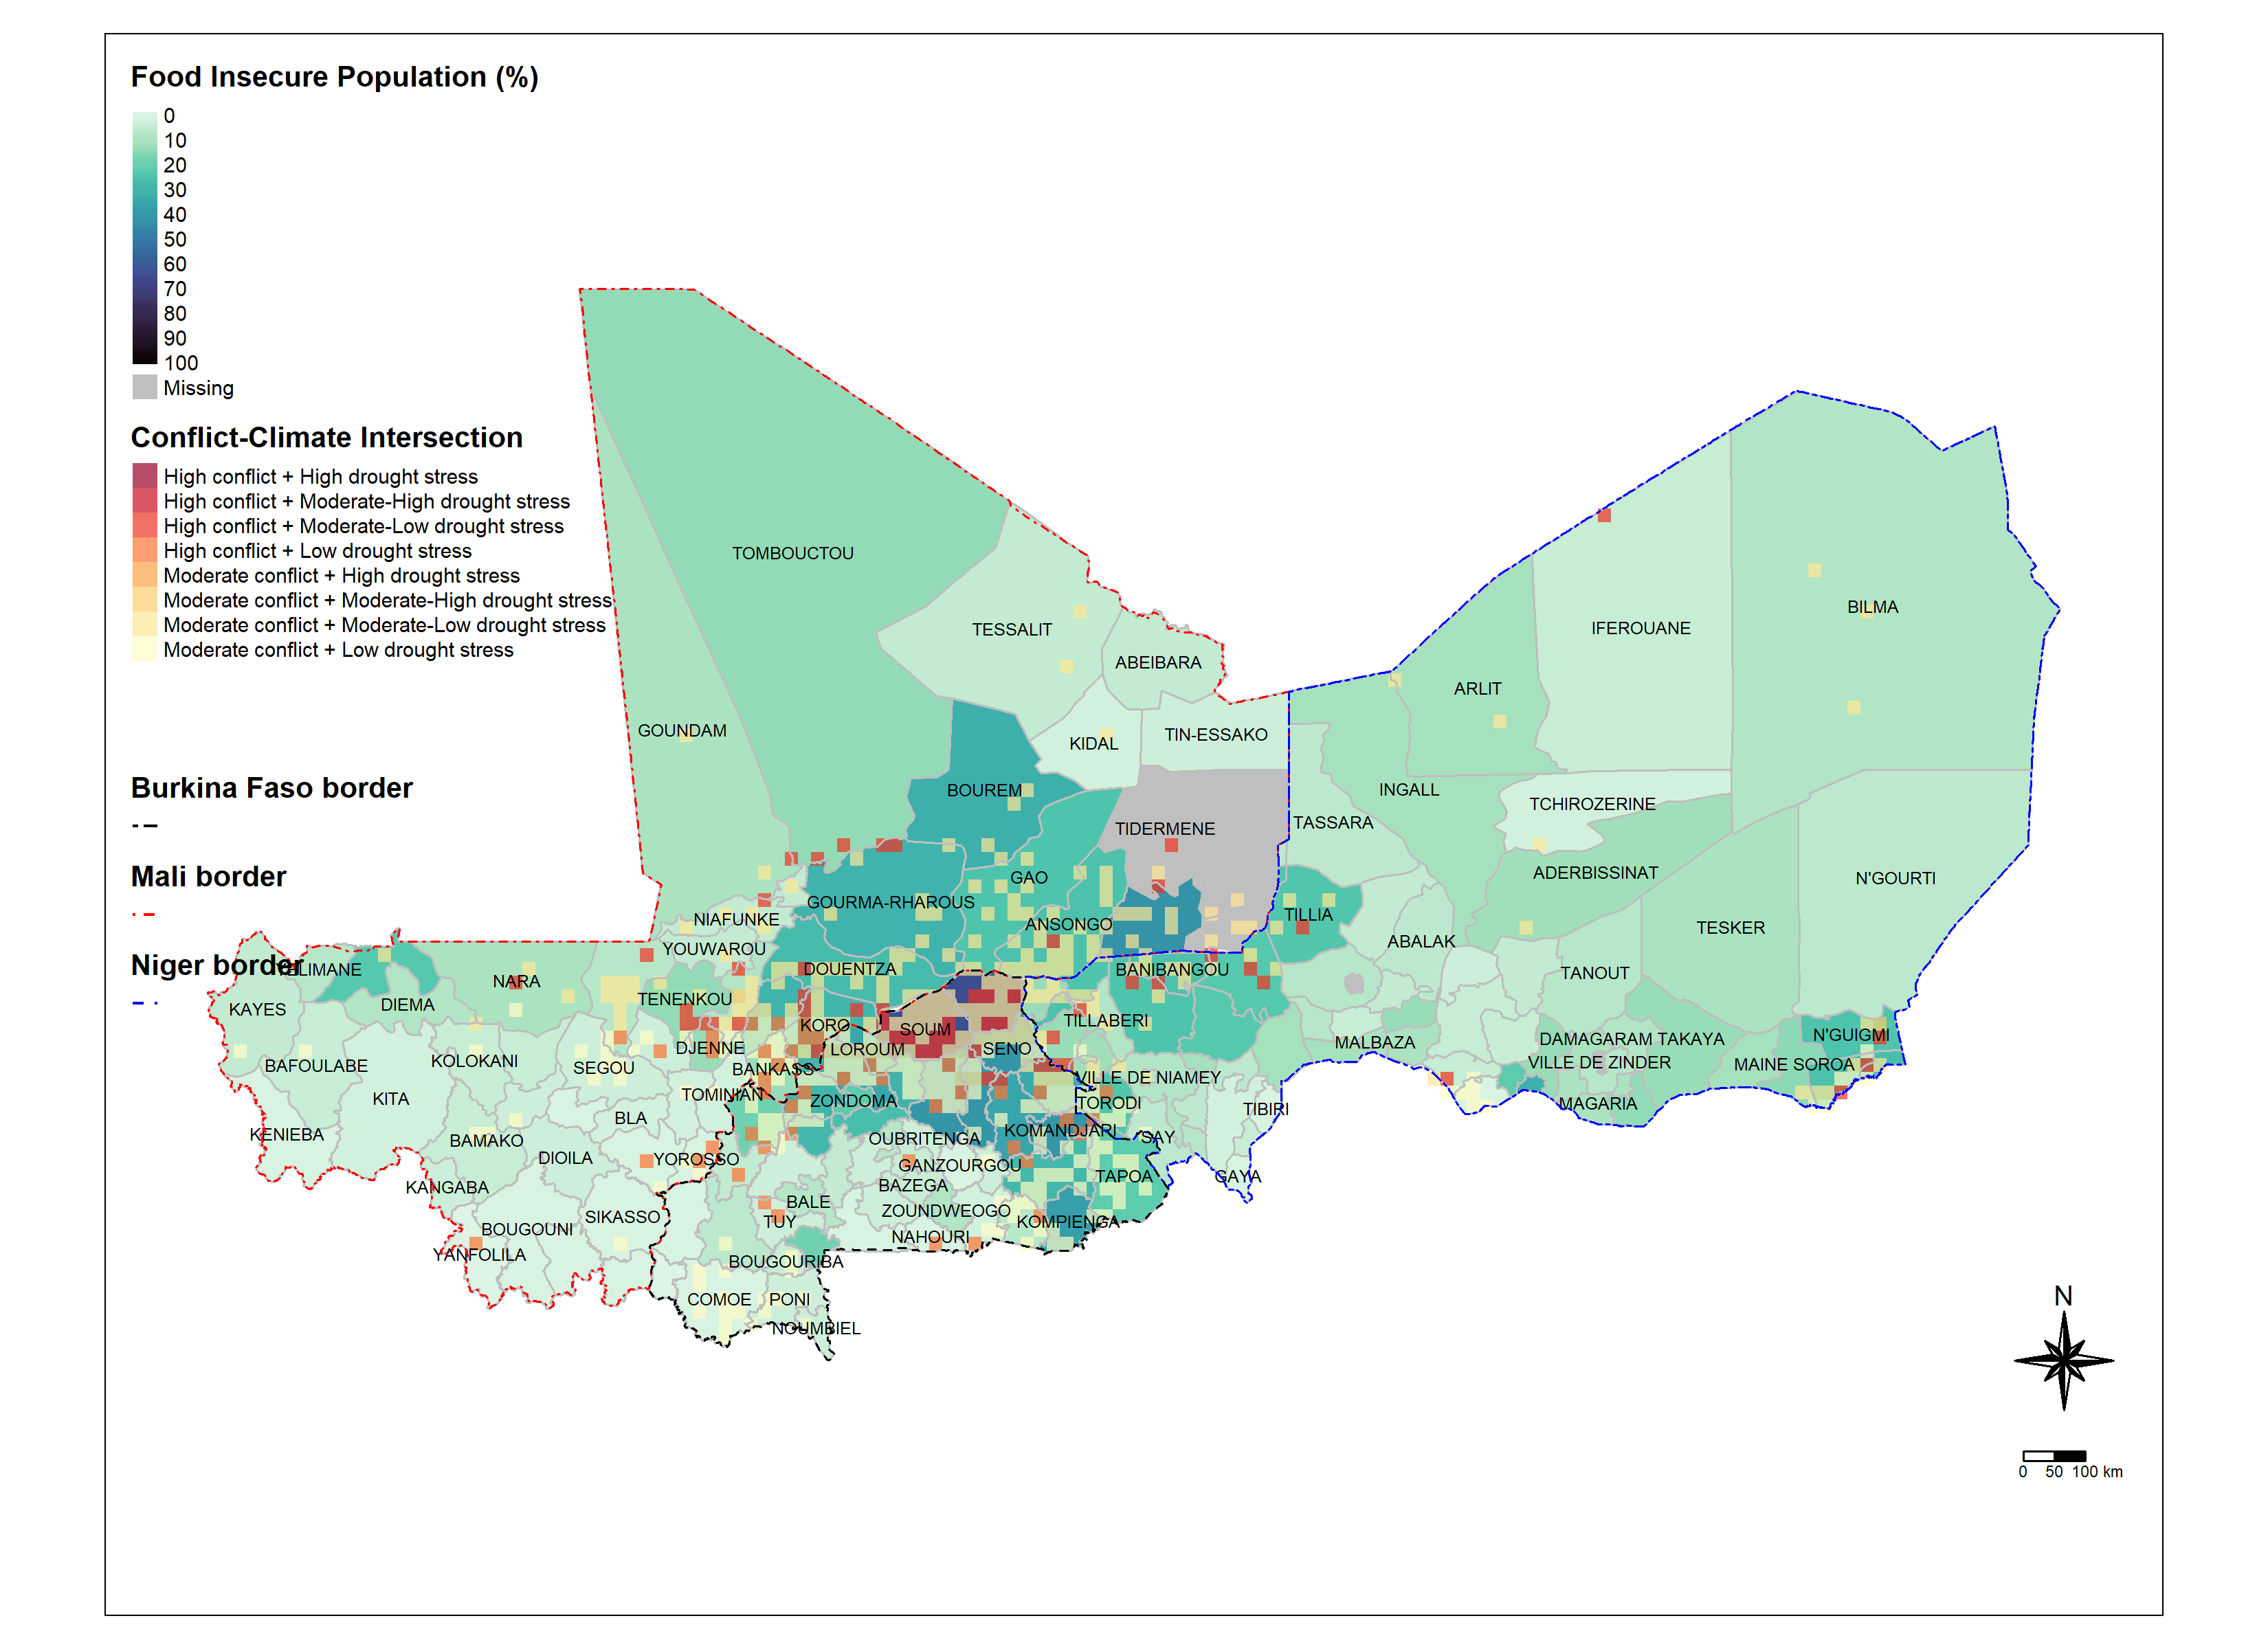 Food Insecure Population (%)
0
10
20
30
40
50
60
70
80
90
100
Missing
Conflict-Climate Intersection
High conflict + High drought stress
High conflict + Moderate-High drought stress
High conflict + Moderate-Low drought stress
High conflict + Low drought stress
Moderate conflict + High drought stress
Moderate conflict + Moderate-High drought stress
Moderate conflict + Moderate-Low drought stress
Moderate conflict + Low drought stress
Burkina Faso border
Mali border
Niger border
TOMBOUCTOU
TESSALIT
ABEIBARA
GOUNDAM
KIDAL
TIN-ESSAKO
BOUREM
TIDERMENE
GAO
GOURMA-RHAROUS
ANSONGO
NIAFUNKE
YOUWAROU
DOUENTZA
TENENKOU
KORO
DJENNE
BANKASS
TOMINIAN
SEGOU
NARA
DIEMA
KAYES
BAFOULABE
KOLOKANI
KITA
BLA
KENIEBA
BAMAKO
DIOILA
YOROSSO
KANGABA
BOUGOUNI
SIKASSO
YANFOLILA
IFEROUANE
BILMA
ARLIT
INGALL
TASSARA
TCHIROZERINE
ADERBISSINAT
N'GOURTI
TILLIA
ABALAK
TESKER
TANOUT
BANIBANGOU
TILLABERI
MALBAZA
DAMAGARAM TAKAYA
VILLE DE ZINDER
MAINE SOROA
N'GUIGMI
MAGARIA
VILLE DE NIAMEY
TORODI
TIBIRI
SAY
GAYA
SOUM
LOROUM
SENO
ZONDOMA
OUBRITENGA
KOMANDJARI
GANZOURGOU
BAZEGA
TAPOA
BALE
TUY
ZOUNDWEOGO
KOMPIENGA
NAHOURI
BOUGOURIBA
COMOE
PONI
NOUMBIEL
N
0 50 100 km